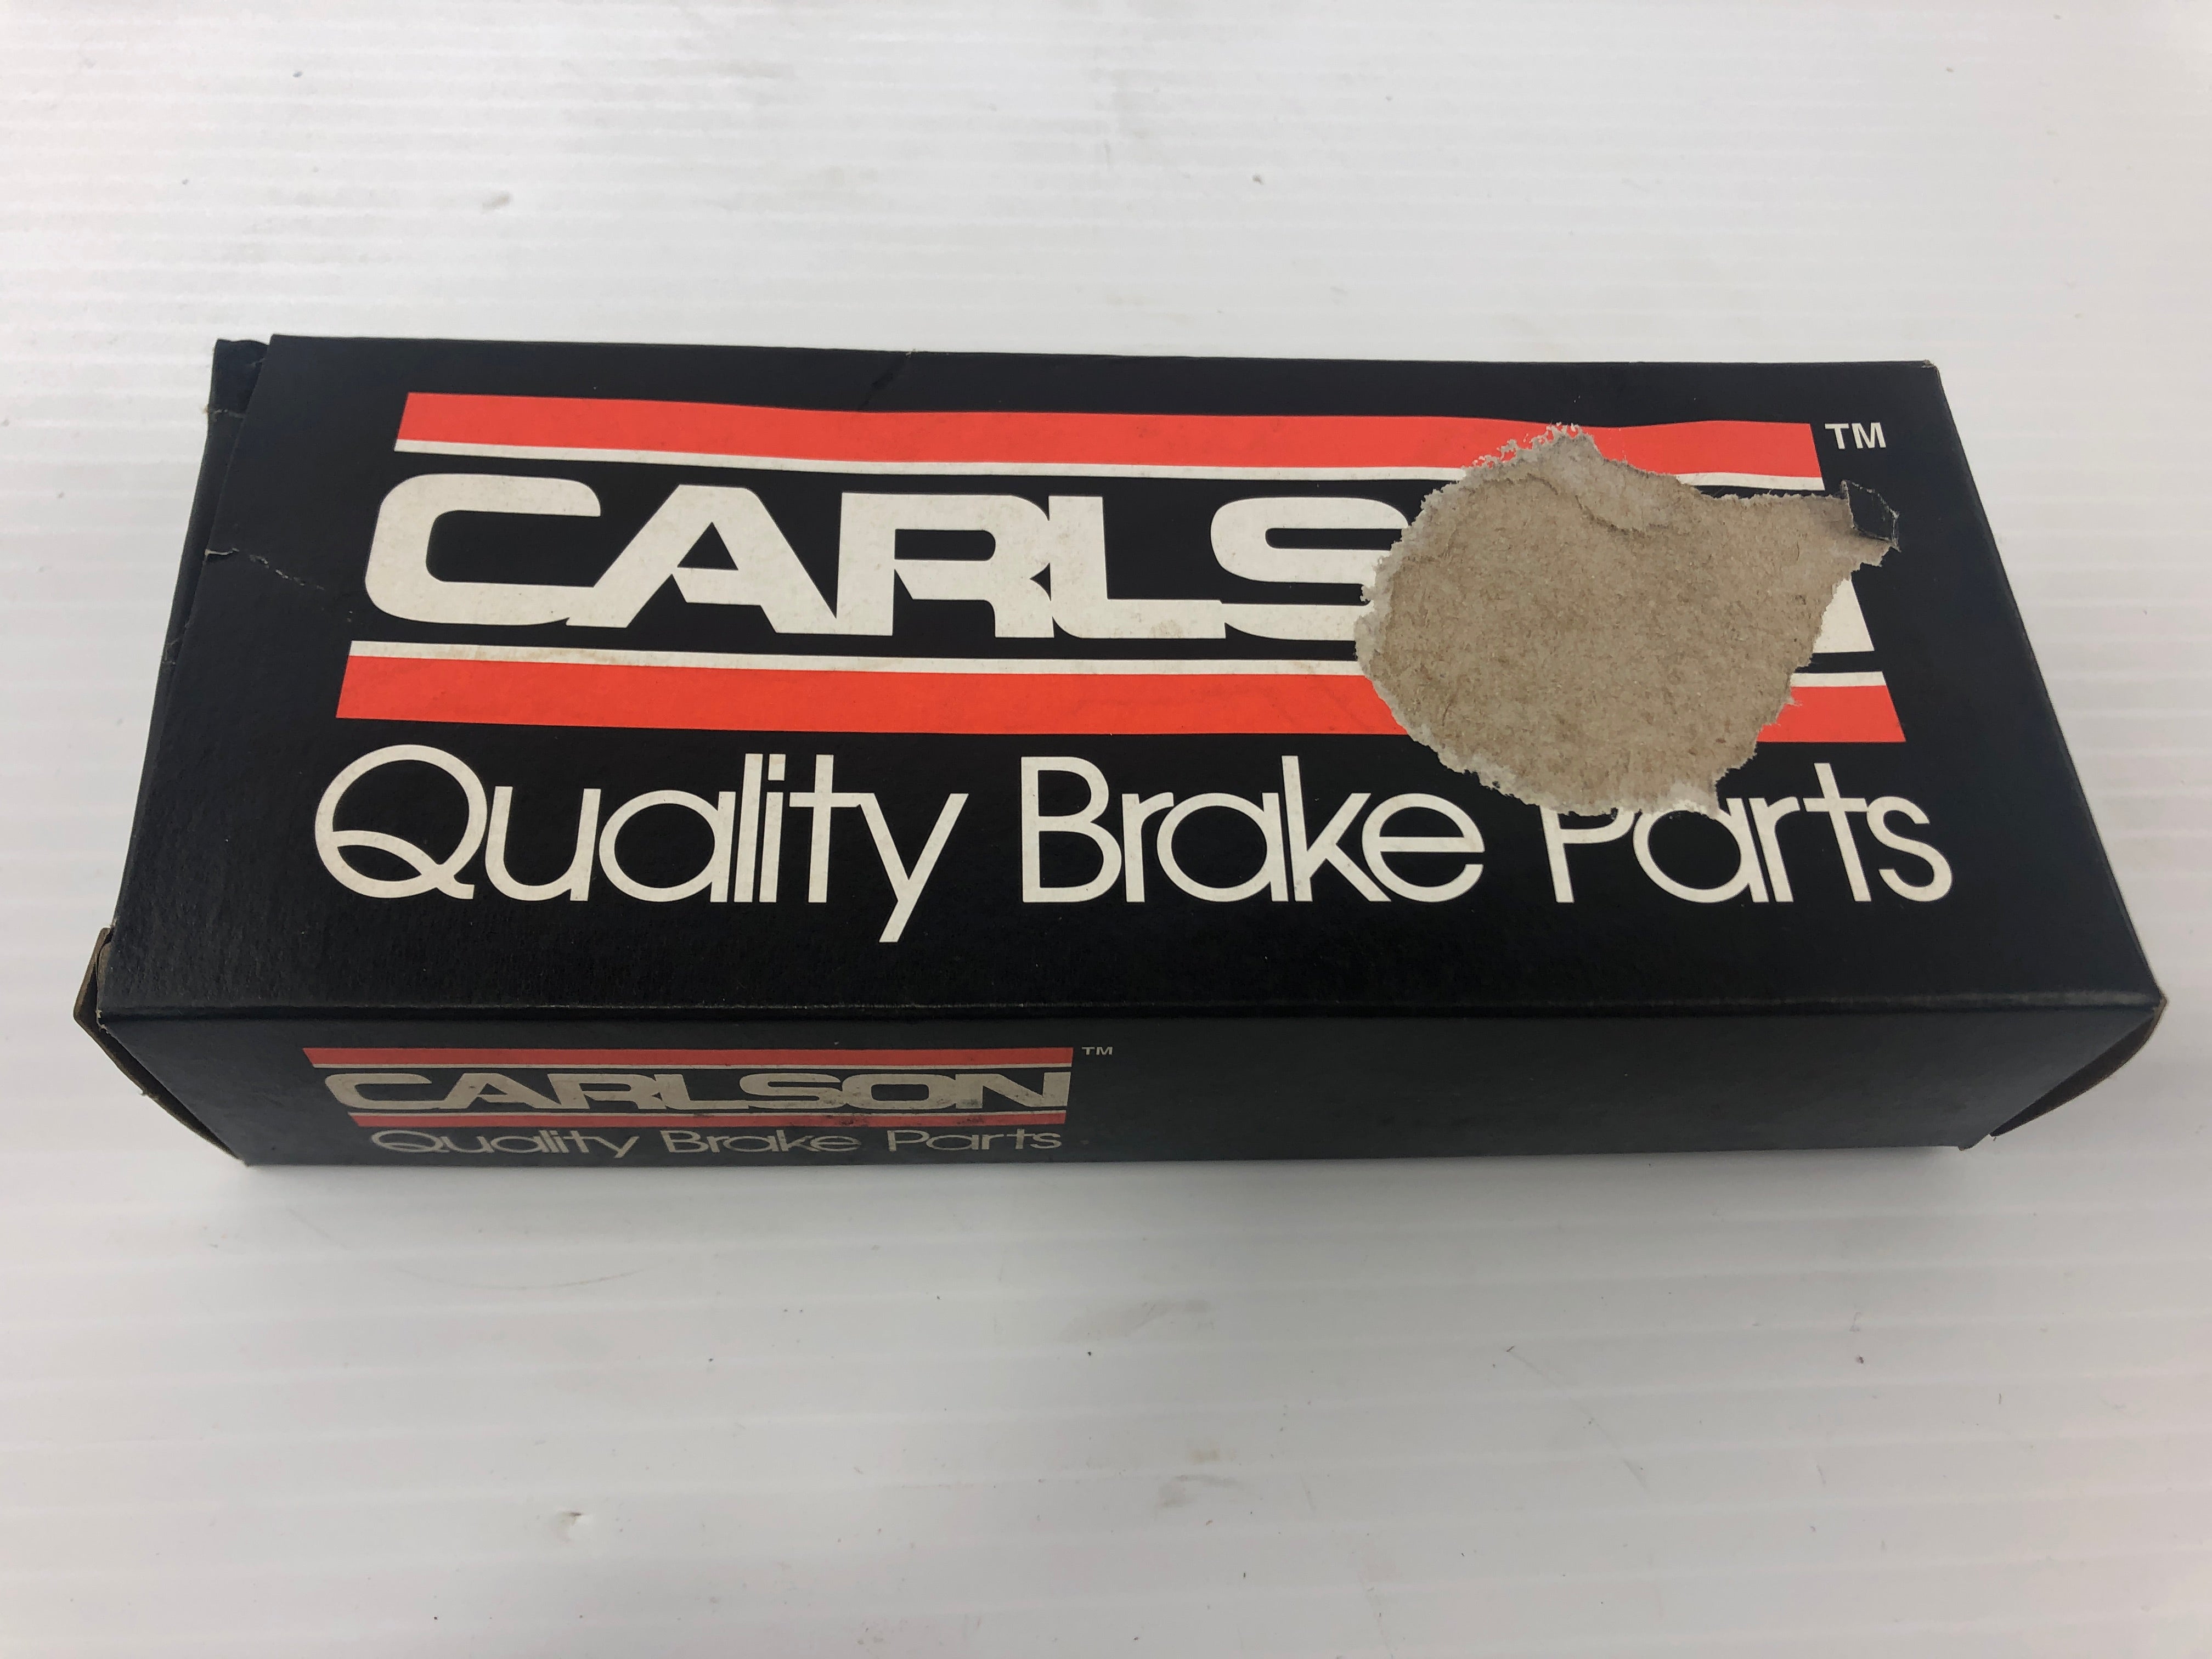 CARLS
TM
Quality Brake Parts
CARLSON
TM
Quality Brake Parts